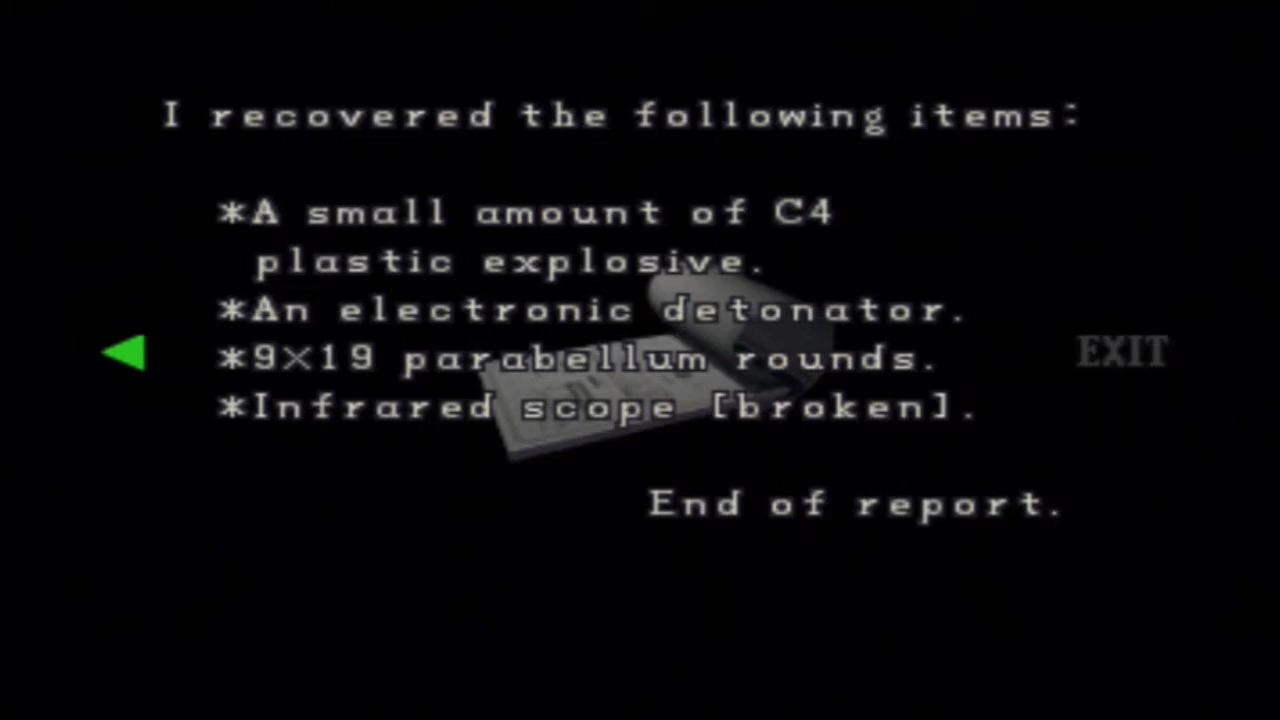 I recovered the following items:
*A small amount of C4
plastic explosive.
*An electronic detonator.
*9×19 parabellum rounds.
EXIT
*Infrared scope [broken].
End of report.